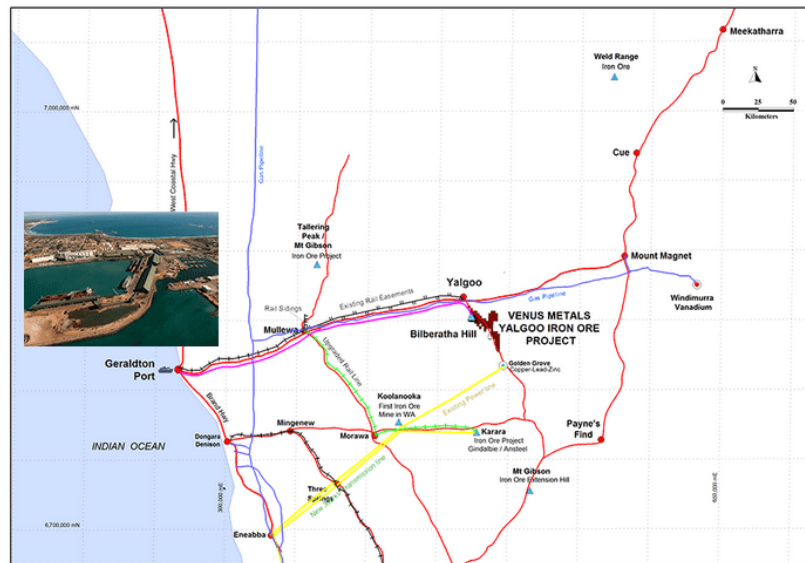 Meekatharra
Weld Range
Iron Ore
N
0 25 50
Kilometers
7,000,000 mN
West Coastal Hwy
Gas Pipeline
Cue
Tallering
Peak /
Mt Gibson
Iron Ore Project
Mount Magnet
Yalgoo
Existing Rail Easements
Gas Pipeline
Windimurra
Vanadium
Rail Sidings
Mullewa
VENUS METALS
YALGOO IRON ORE
PROJECT
Bilberatha Hill
Upgraded Rail Line
Geraldton
Port
Golden Grove
Copper-Lead-Zinc
Existing Power line
Koolanooka
First Iron Ore
Mine in WA
Brand Hwy
Mingenew
Morawa
Karara
Iron Ore Project
Gindalbie / Ansteel
Payne's
Find
INDIAN OCEAN
Dongara
Denison
Mt Gibson
Iron Ore Extension Hill
Three
Springs
Transmission line
300,000 mE
6,700,000 mN
Eneabba